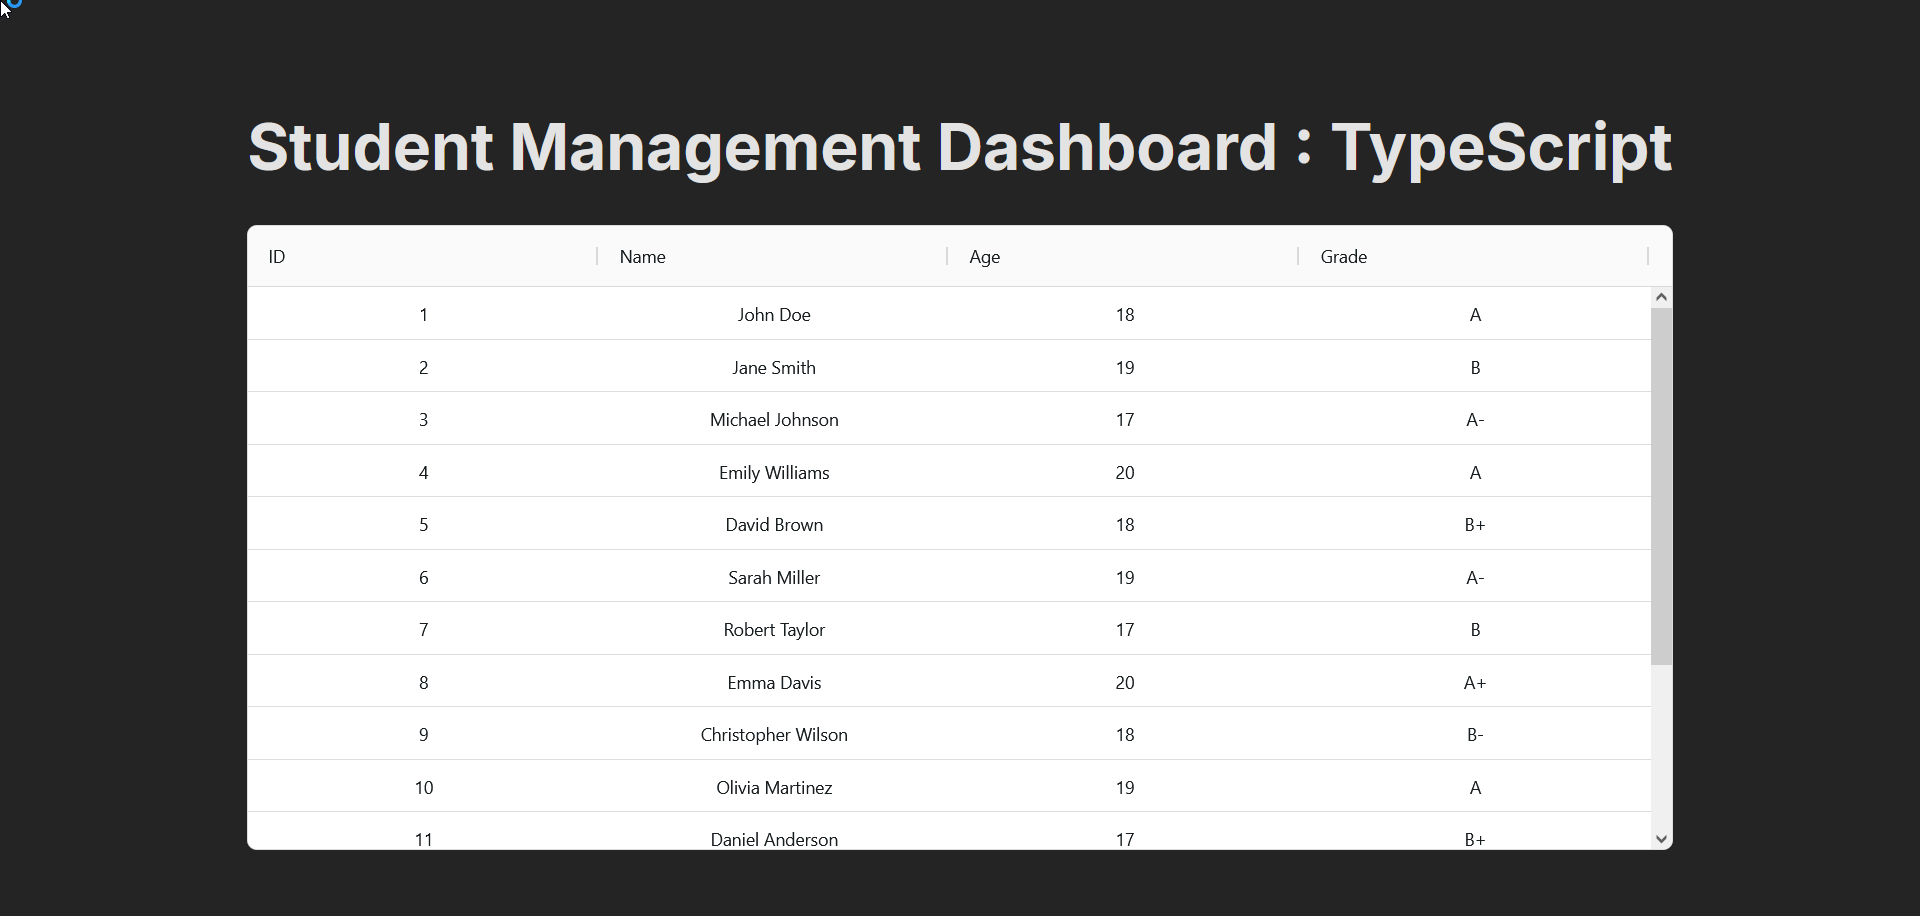 Student Management Dashboard : TypeScript
ID Name Age Grade
1 John Doe 18 A
2 Jane Smith 19 B
3 Michael Johnson 17 A-
4 Emily Williams 20 A
5 David Brown 18 B+
6 Sarah Miller 19 A-
7 Robert Taylor 17 B
8 Emma Davis 20 A+
9 Christopher Wilson 18 B-
10 Olivia Martinez 19 A
11 Daniel Anderson 17 B+